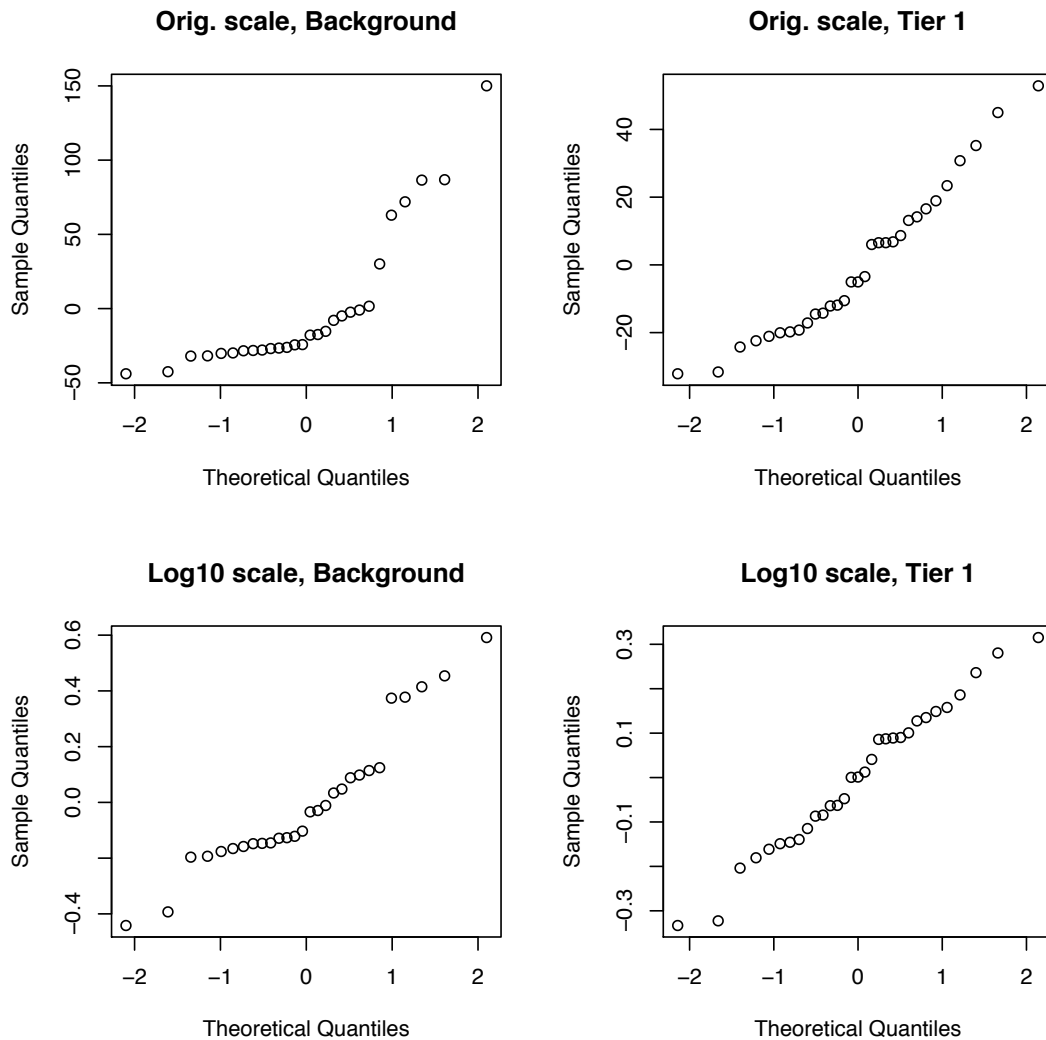 Orig. scale, Background
Sample Quantiles
150
100
50
0
−50
−2 −1 0 1 2
Theoretical Quantiles
Orig. scale, Tier 1
Sample Quantiles
40
20
0
−20
−2 −1 0 1 2
Theoretical Quantiles
Log10 scale, Background
Sample Quantiles
0.6
0.4
0.2
0.0
−0.4
−2 −1 0 1 2
Theoretical Quantiles
Log10 scale, Tier 1
Sample Quantiles
0.3
0.1
−0.1
−0.3
−2 −1 0 1 2
Theoretical Quantiles